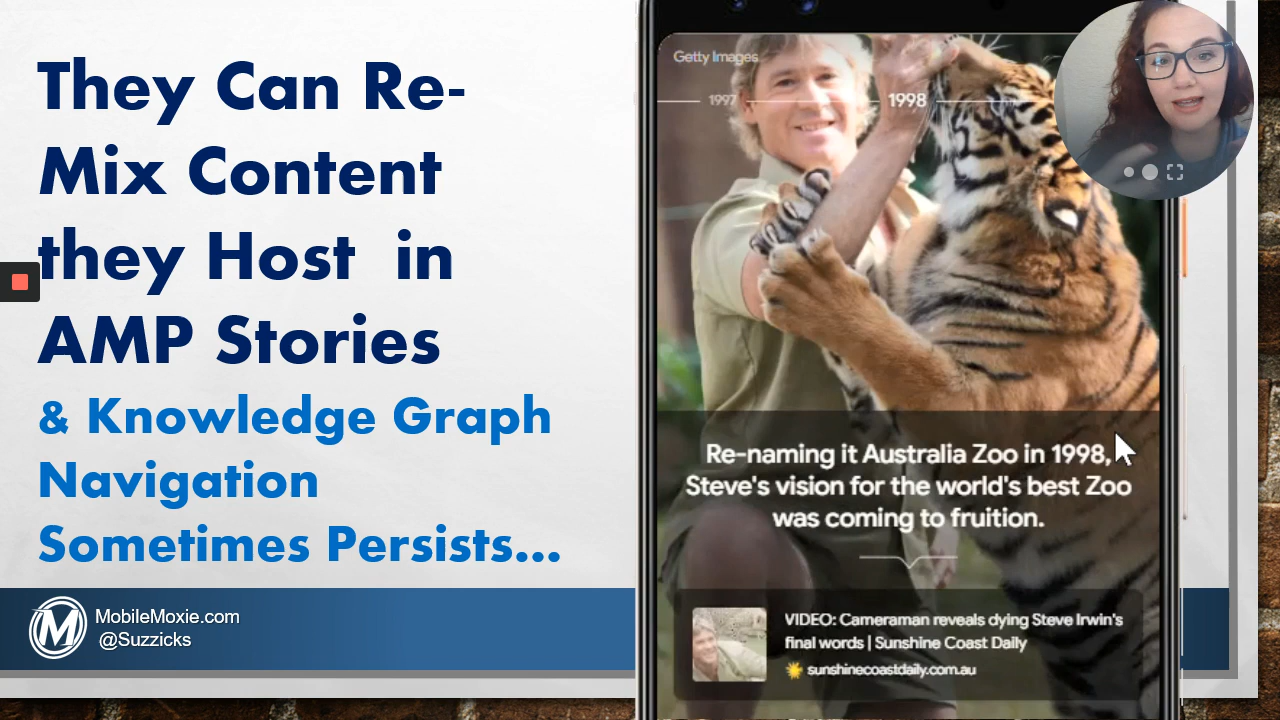 They Can Re-
Mix Content
they Host in
AMP Stories
& Knowledge Graph
Navigation
Sometimes Persists...
MobileMoxie.com
@Suzzicks
Getty Images
1997
1998
Re-naming it Australia Zoo in 1998,
Steve's vision for the world's best Zoo
was coming to fruition.
VIDEO: Cameraman reveals dying Steve Irwin's
final words | Sunshine Coast Daily
sunshinecoastdaily.com.au